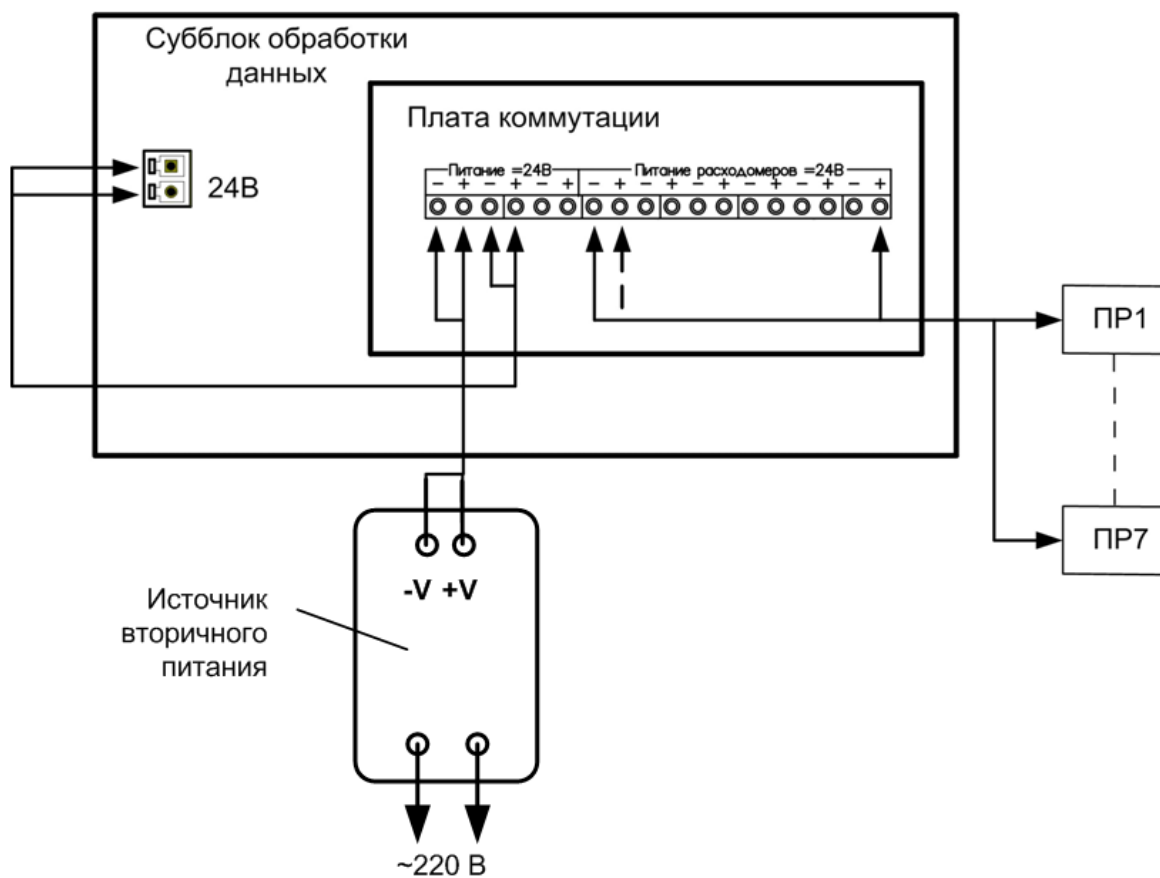 Субблок обработки
данных
Плата коммутации
Питание =24В Питание расходомеров =24В
− + − + − + − + − + − + − + − + − +
24В
ПР1
ПР7
-V +V
Источник
вторичного
питания
~220 В